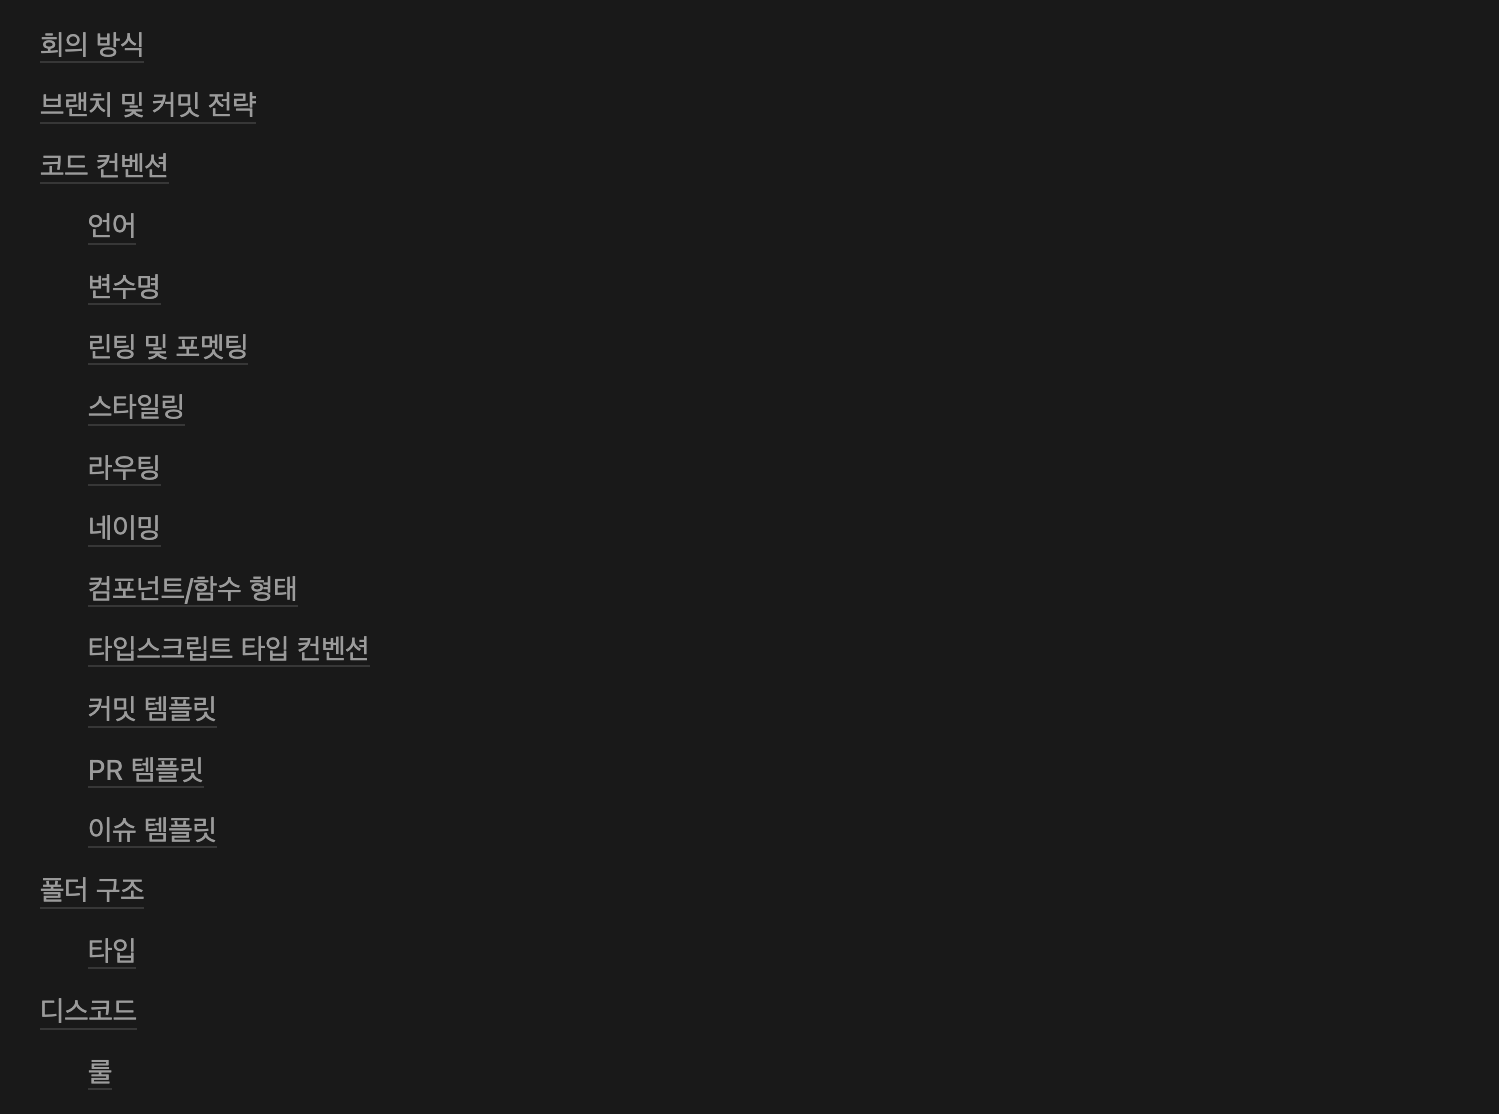 회의 방식
브랜치 및 커밋 전략
코드 컨벤션
언어
변수명
린팅 및 포멧팅
스타일링
라우팅
네이밍
컴포넌트/함수 형태
타입스크립트 타입 컨벤션
커밋 템플릿
PR 템플릿
이슈 템플릿
폴더 구조
타입
디스코드
룰